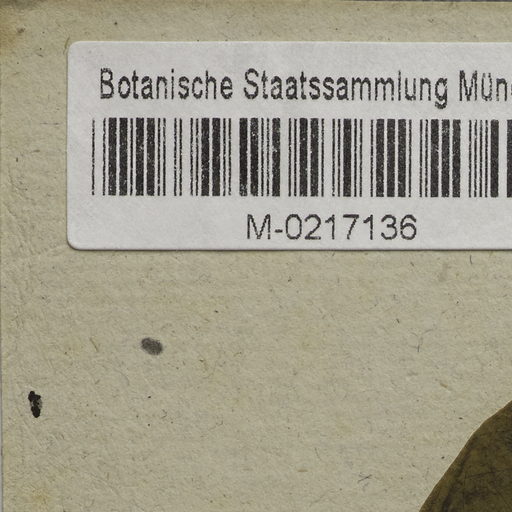 Botanische Staatssammlung Mün
M-0217136